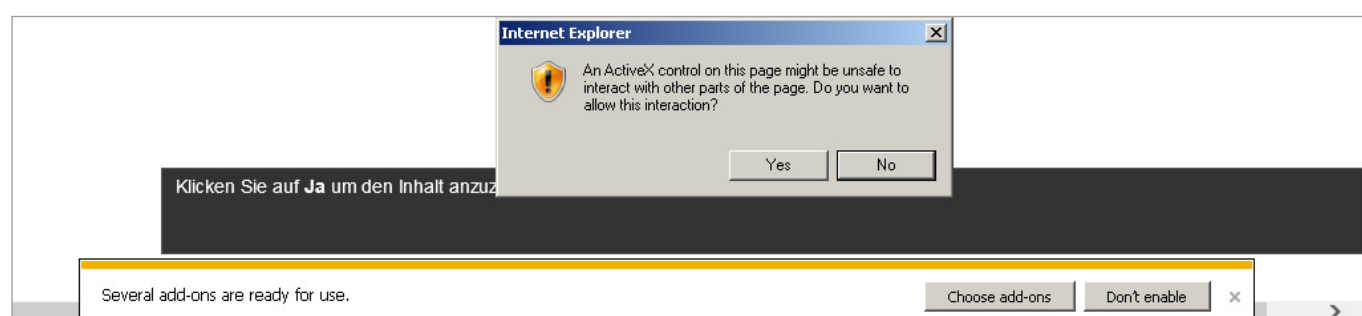 Internet Explorer
An ActiveX control on this page might be unsafe to
interact with other parts of the page. Do you want to
allow this interaction?
Yes No
Klicken Sie auf Ja um den Inhalt
Several add-ons are ready for use.
Choose add-ons Don't enable